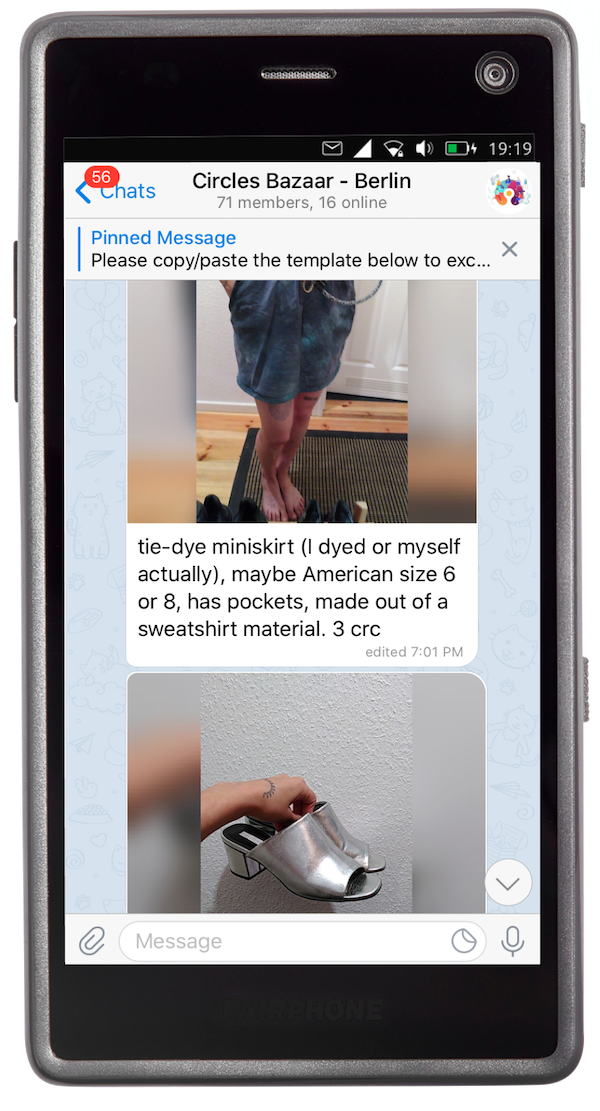 19:19
56
Chats
Circles Bazaar - Berlin
71 members, 16 online
Pinned Message
Please copy/paste the template below to exc...
tie-dye miniskirt (I dyed or myself
actually), maybe American size 6
or 8, has pockets, made out of a
sweatshirt material. 3 crc
edited 7:01 PM
Message
FAIRPHONE